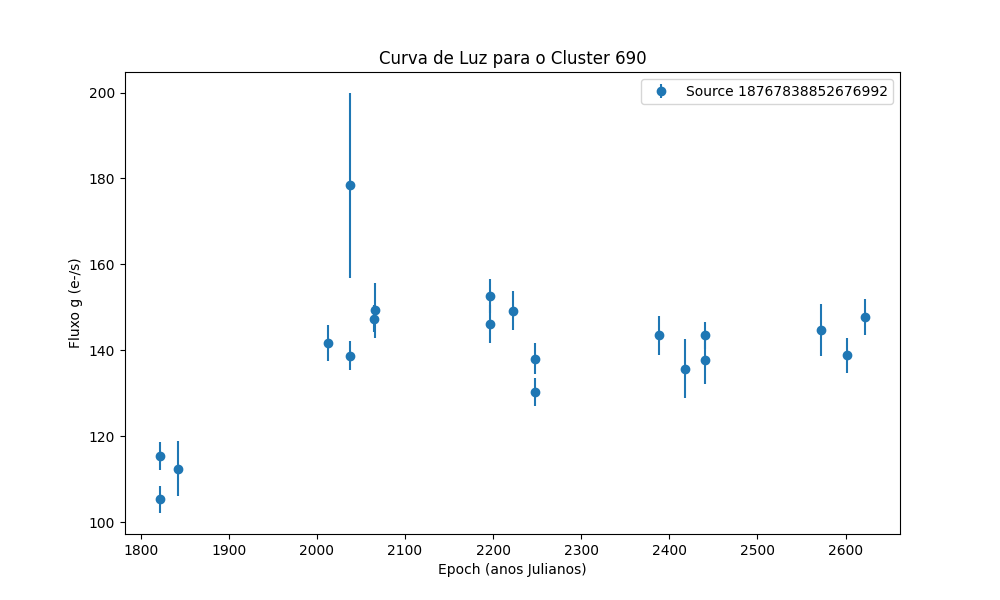 Curva de Luz para o Cluster 690
Source 18767838852676992
Fluxo g (e-/s)
200
180
160
140
120
100
1800 1900 2000 2100 2200 2300 2400 2500 2600
Epoch (anos Julianos)